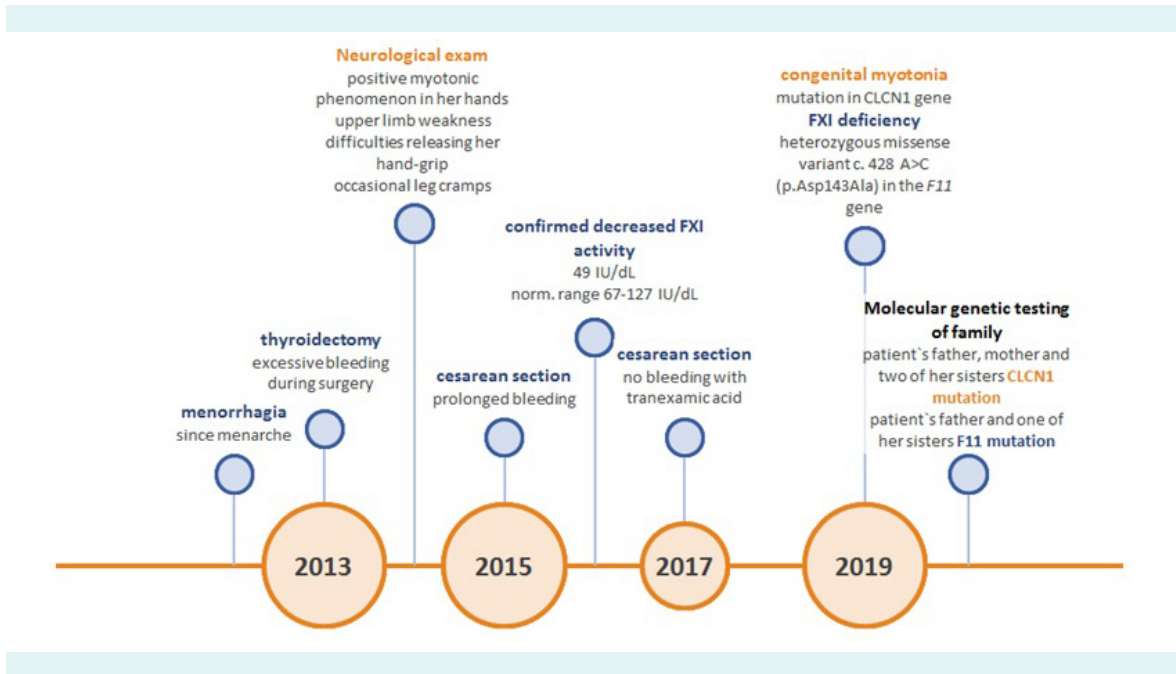 menorrhagia
since menarche
thyroidectomy
excessive bleeding
during surgery
Neurological exam
positive myotonic
phenomenon in her hands
upper limb weakness
difficulties releasing her
hand-grip
occasional leg cramps
cesarean section
prolonged bleeding
confirmed decreased FXI
activity
49 IU/dL
norm. range 67-127 IU/dL
cesarean section
no bleeding with
tranexamic acid
congenital myotonia
mutation in CLCN1 gene
FXI deficiency
heterozygous missense
variant c. 428 A>C
(p.Asp143Ala) in the F11
gene
Molecular genetic testing
of family
patient`s father, mother and
two of her sisters CLCN1
mutation
patient`s father and one of
her sisters F11 mutation
2013
2015
2017
2019